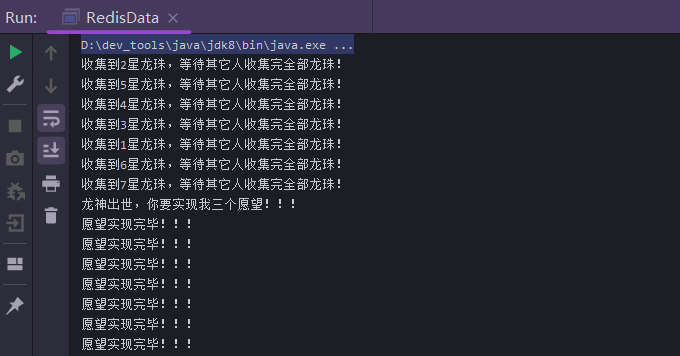 Run: RedisData
D:\dev_tools\java\jdk8\bin\java.exe ...
收集到2星龙珠，等待其它人收集完全部龙珠！
收集到5星龙珠，等待其它人收集完全部龙珠！
收集到4星龙珠，等待其它人收集完全部龙珠！
收集到3星龙珠，等待其它人收集完全部龙珠！
收集到1星龙珠，等待其它人收集完全部龙珠！
收集到6星龙珠，等待其它人收集完全部龙珠！
收集到7星龙珠，等待其它人收集完全部龙珠！
龙神出世，你要实现我三个愿望！！！
愿望实现完毕！！！
愿望实现完毕！！！
愿望实现完毕！！！
愿望实现完毕！！！
愿望实现完毕！！！
愿望实现完毕！！！
愿望实现完毕！！！